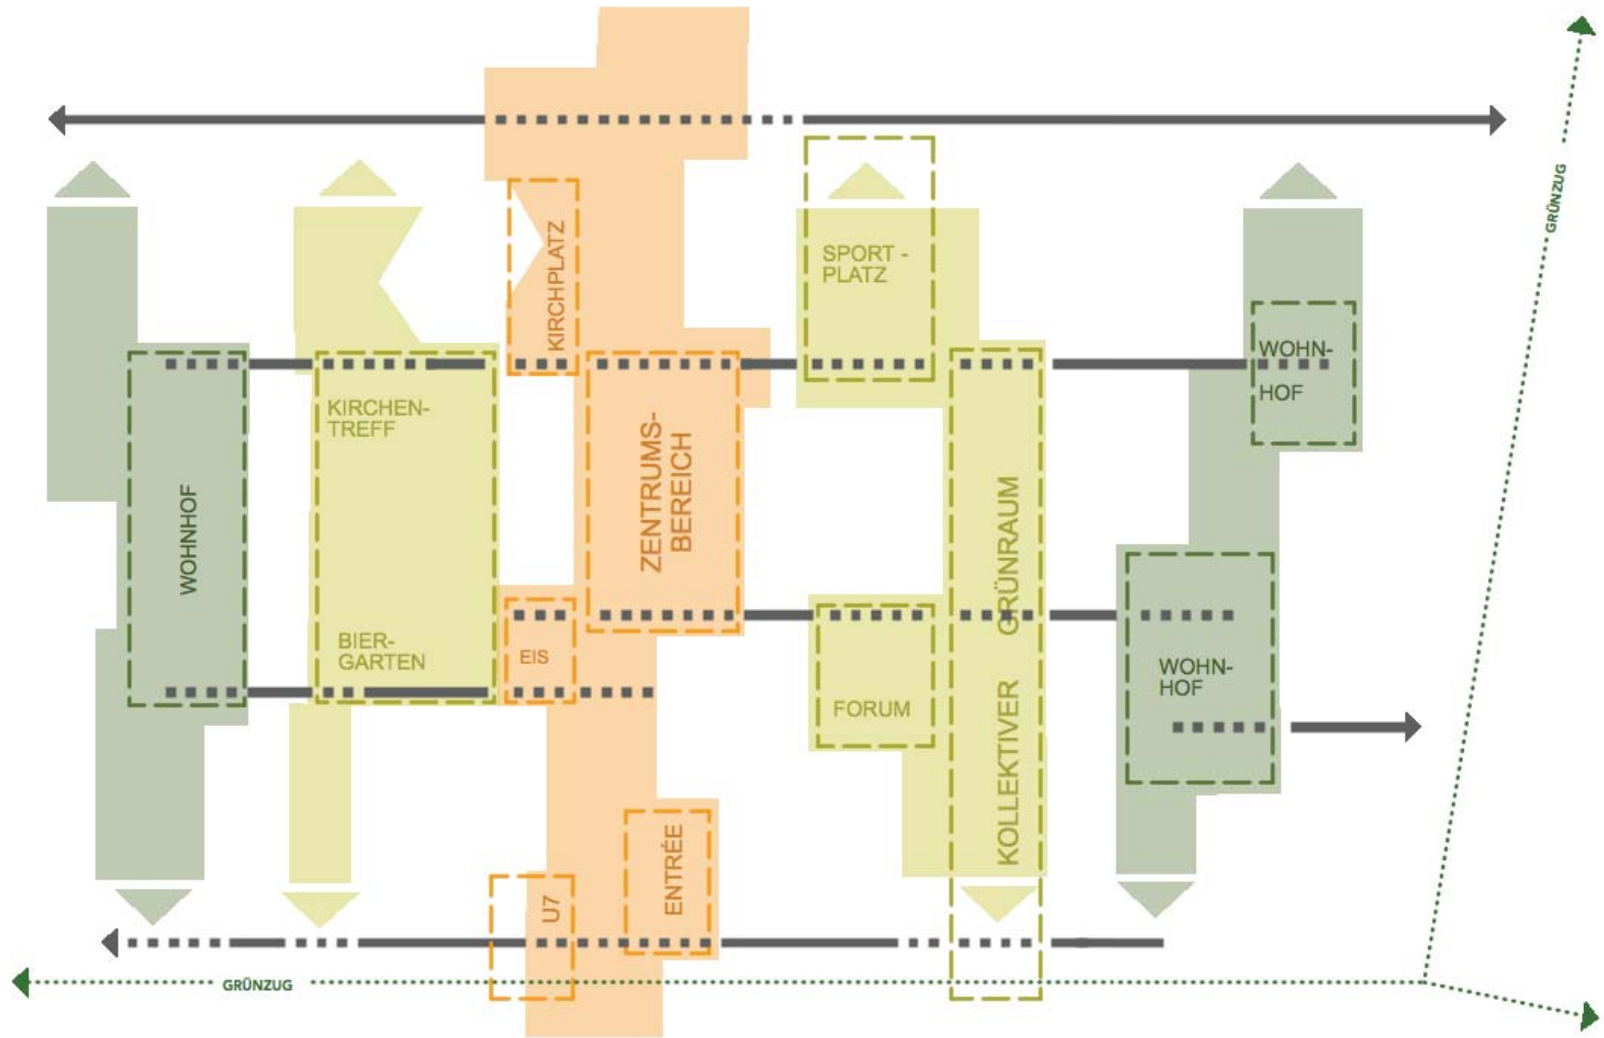 GRÜNZUG
KIRCHPLATZ
SPORT -
PLATZ
WOHN-
HOF
KIRCHEN-
TREFF
ZENTRUMS-
BEREICH
WOHNHOF
KOLLEKTIVER GRÜNRAUM
BIER-
GARTEN
EIS
WOHN-
HOF
FORUM
ENTRÉE
U7
GRÜNZUG